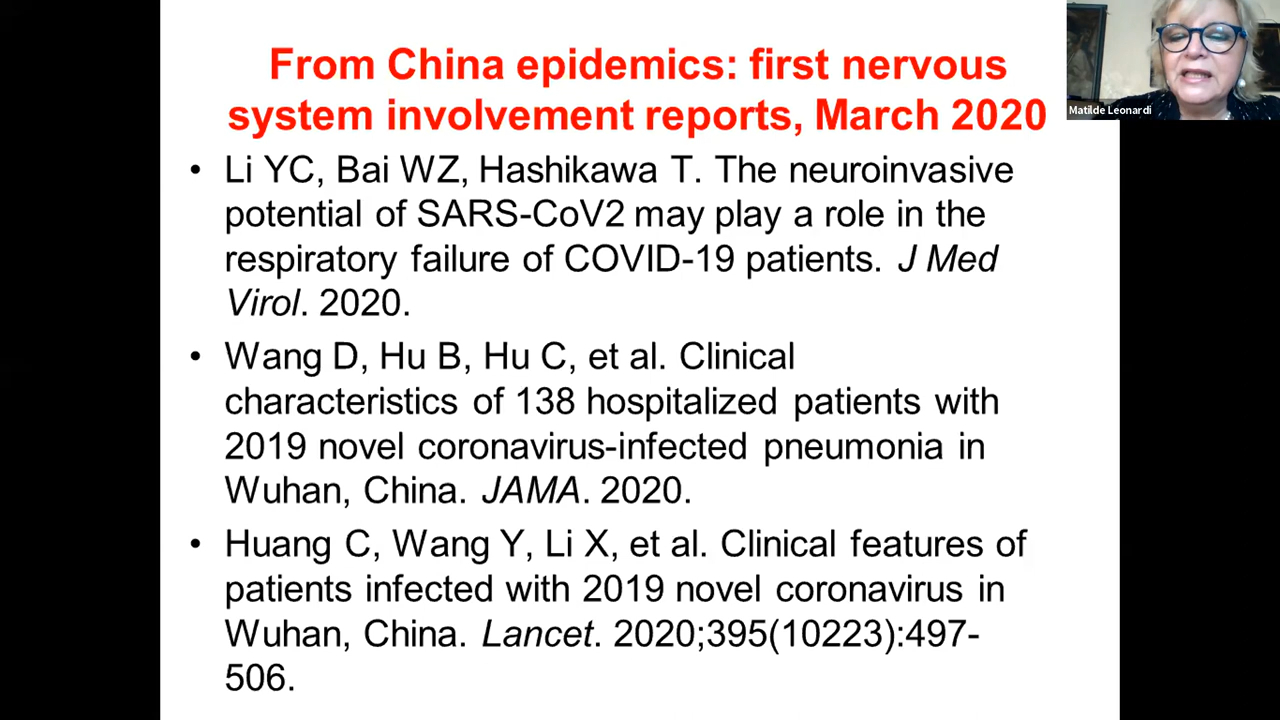 From China epidemics: first nervous
system involvement reports, March 2020
Matilde Leonardi
• Li YC, Bai WZ, Hashikawa T. The neuroinvasive
potential of SARS-CoV2 may play a role in the
respiratory failure of COVID-19 patients. J Med
Virol. 2020.
• Wang D, Hu B, Hu C, et al. Clinical
characteristics of 138 hospitalized patients with
2019 novel coronavirus-infected pneumonia in
Wuhan, China. JAMA. 2020.
• Huang C, Wang Y, Li X, et al. Clinical features of
patients infected with 2019 novel coronavirus in
Wuhan, China. Lancet. 2020;395(10223):497-
506.